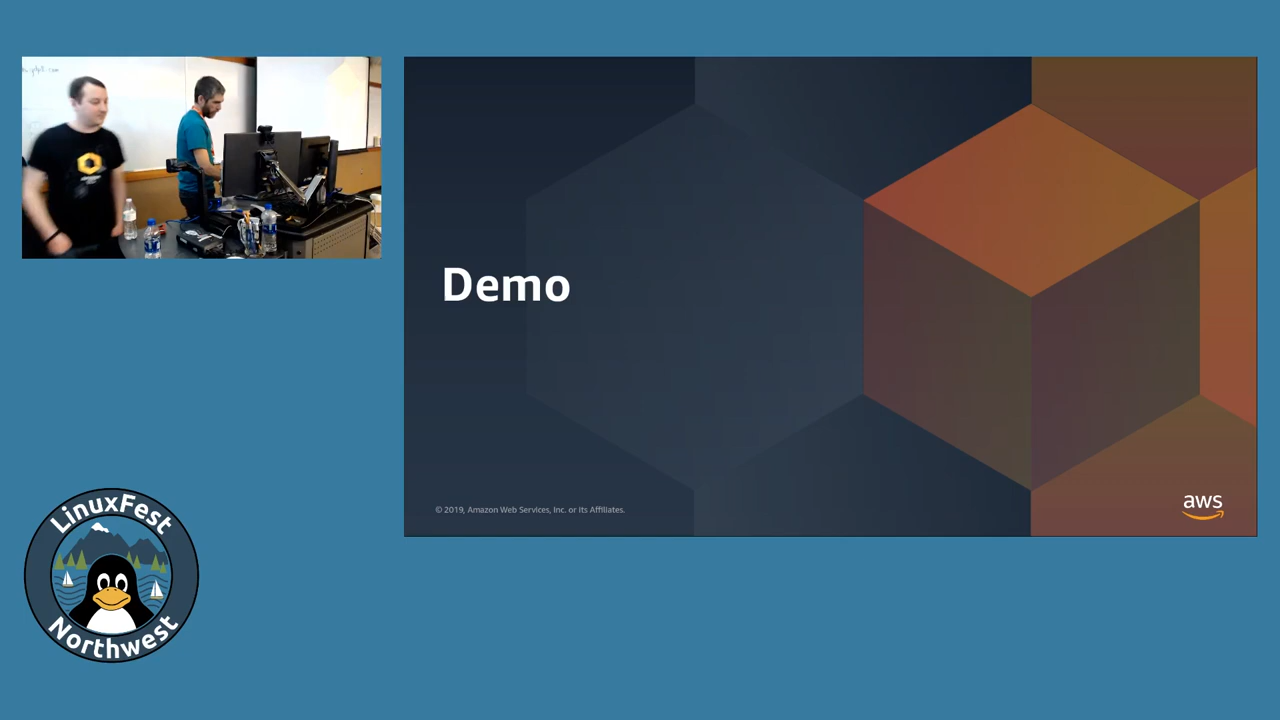 Demo
© 2019, Amazon Web Services, Inc. or its Affiliates.
aws
LinuxFest
Northwest